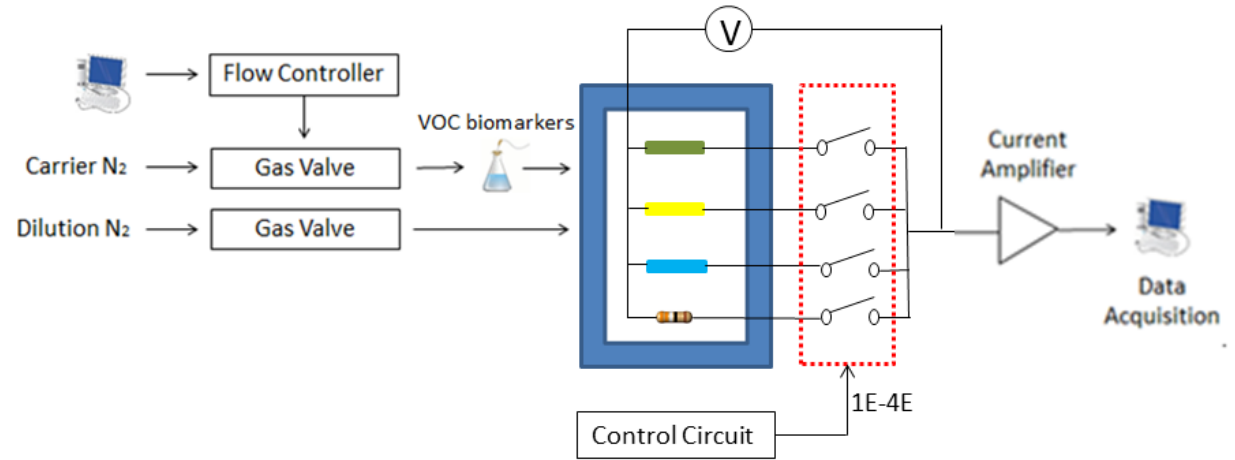 Flow Controller
VOC biomarkers
Carrier N₂
Gas Valve
Dilution N₂
Gas Valve
V
Current
Amplifier
Data
Acquisition
1E-4E
Control Circuit